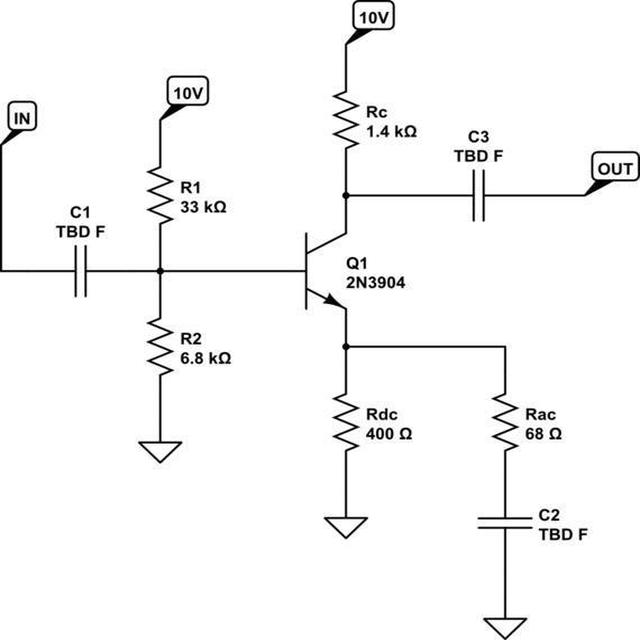 10V
Rc
1.4 kΩ
10V
IN
C3
TBD F
OUT
R1
33 kΩ
C1
TBD F
Q1
2N3904
R2
6.8 kΩ
Rdc
400 Ω
Rac
68 Ω
C2
TBD F